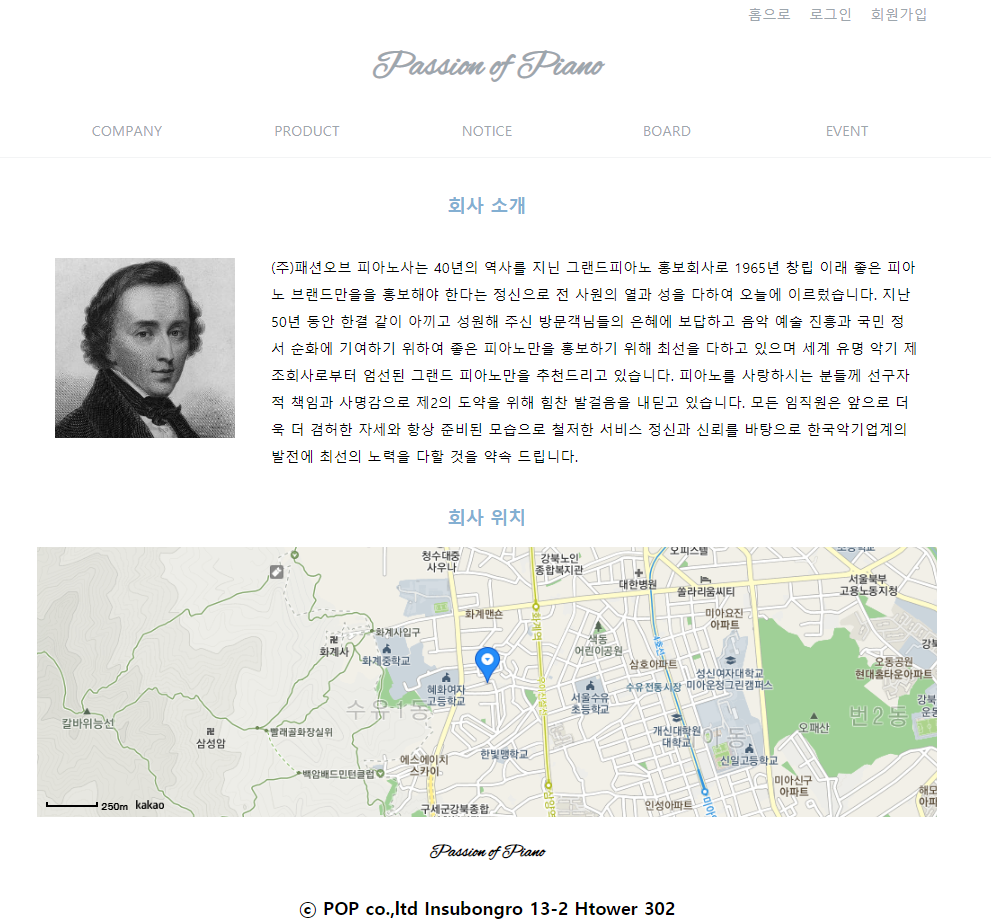 홈으로 로그인 회원가입
Passion of Piano
COMPANY PRODUCT NOTICE BOARD EVENT
회사 소개
(주)패션오브 피아노사는 40년의 역사를 지닌 그랜드피아노 홍보회사로 1965년 창립 이래 좋은 피아
노 브랜드만을을 홍보해야 한다는 정신으로 전 사원의 열과 성을 다하여 오늘에 이르렀습니다. 지난
50년 동안 한결 같이 아끼고 성원해 주신 방문객님들의 은혜에 보답하고 음악 예술 진흥과 국민 정
서 순화에 기여하기 위하여 좋은 피아노만을 홍보하기 위해 최선을 다하고 있으며 세계 유명 악기 제
조회사로부터 엄선된 그랜드 피아노만을 추천드리고 있습니다. 피아노를 사랑하시는 분들께 선구자
적 책임과 사명감으로 제2의 도약을 위해 힘찬 발걸음을 내딛고 있습니다. 모든 임직원은 앞으로 더
욱 더 겸허한 자세와 항상 준비된 모습으로 철저한 서비스 정신과 신뢰를 바탕으로 한국악기업계의
발전에 최선의 노력을 다할 것을 약속 드립니다.
회사 위치
청수대중
사우나
강북노인
종합복지관
오피스텔
대한병원
쏠라리움씨티
서울북부
고용노동지청
화계맨숀
화계역
미아요진
아파트
색동
어린이공원
화계사입구
화계사
화계중학교
삼호아파트
성신여자대학교
미아운정그린캠퍼스
오동공원
현대홈타운아파트
혜화여자
고등학교
서울수유
초등학교
수유전통시장
수유1동
번2동
칼바위능선
삼성암
빨래골화장실위
개신대학원
대학교
오패산
한빛맹학교
신일고등학교
에스에이치
스카이
백암배드민턴클럽
미아신구
아파트
구세군강북종합
인성아파트
250m kakao
Passion of Piano
ⓒ POP co.,ltd Insubongro 13-2 Htower 302